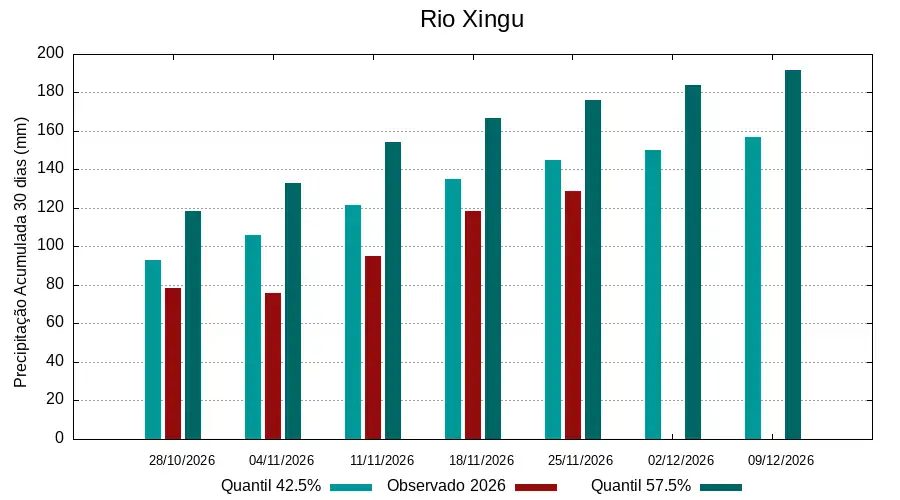 Rio Xingu
Precipitação Acumulada 30 dias (mm)
200
180
160
140
120
100
80
60
40
20
0
28/10/2026 04/11/2026 11/11/2026 18/11/2026 25/11/2026 02/12/2026 09/12/2026
Quantil 42.5% Observado 2026 Quantil 57.5%